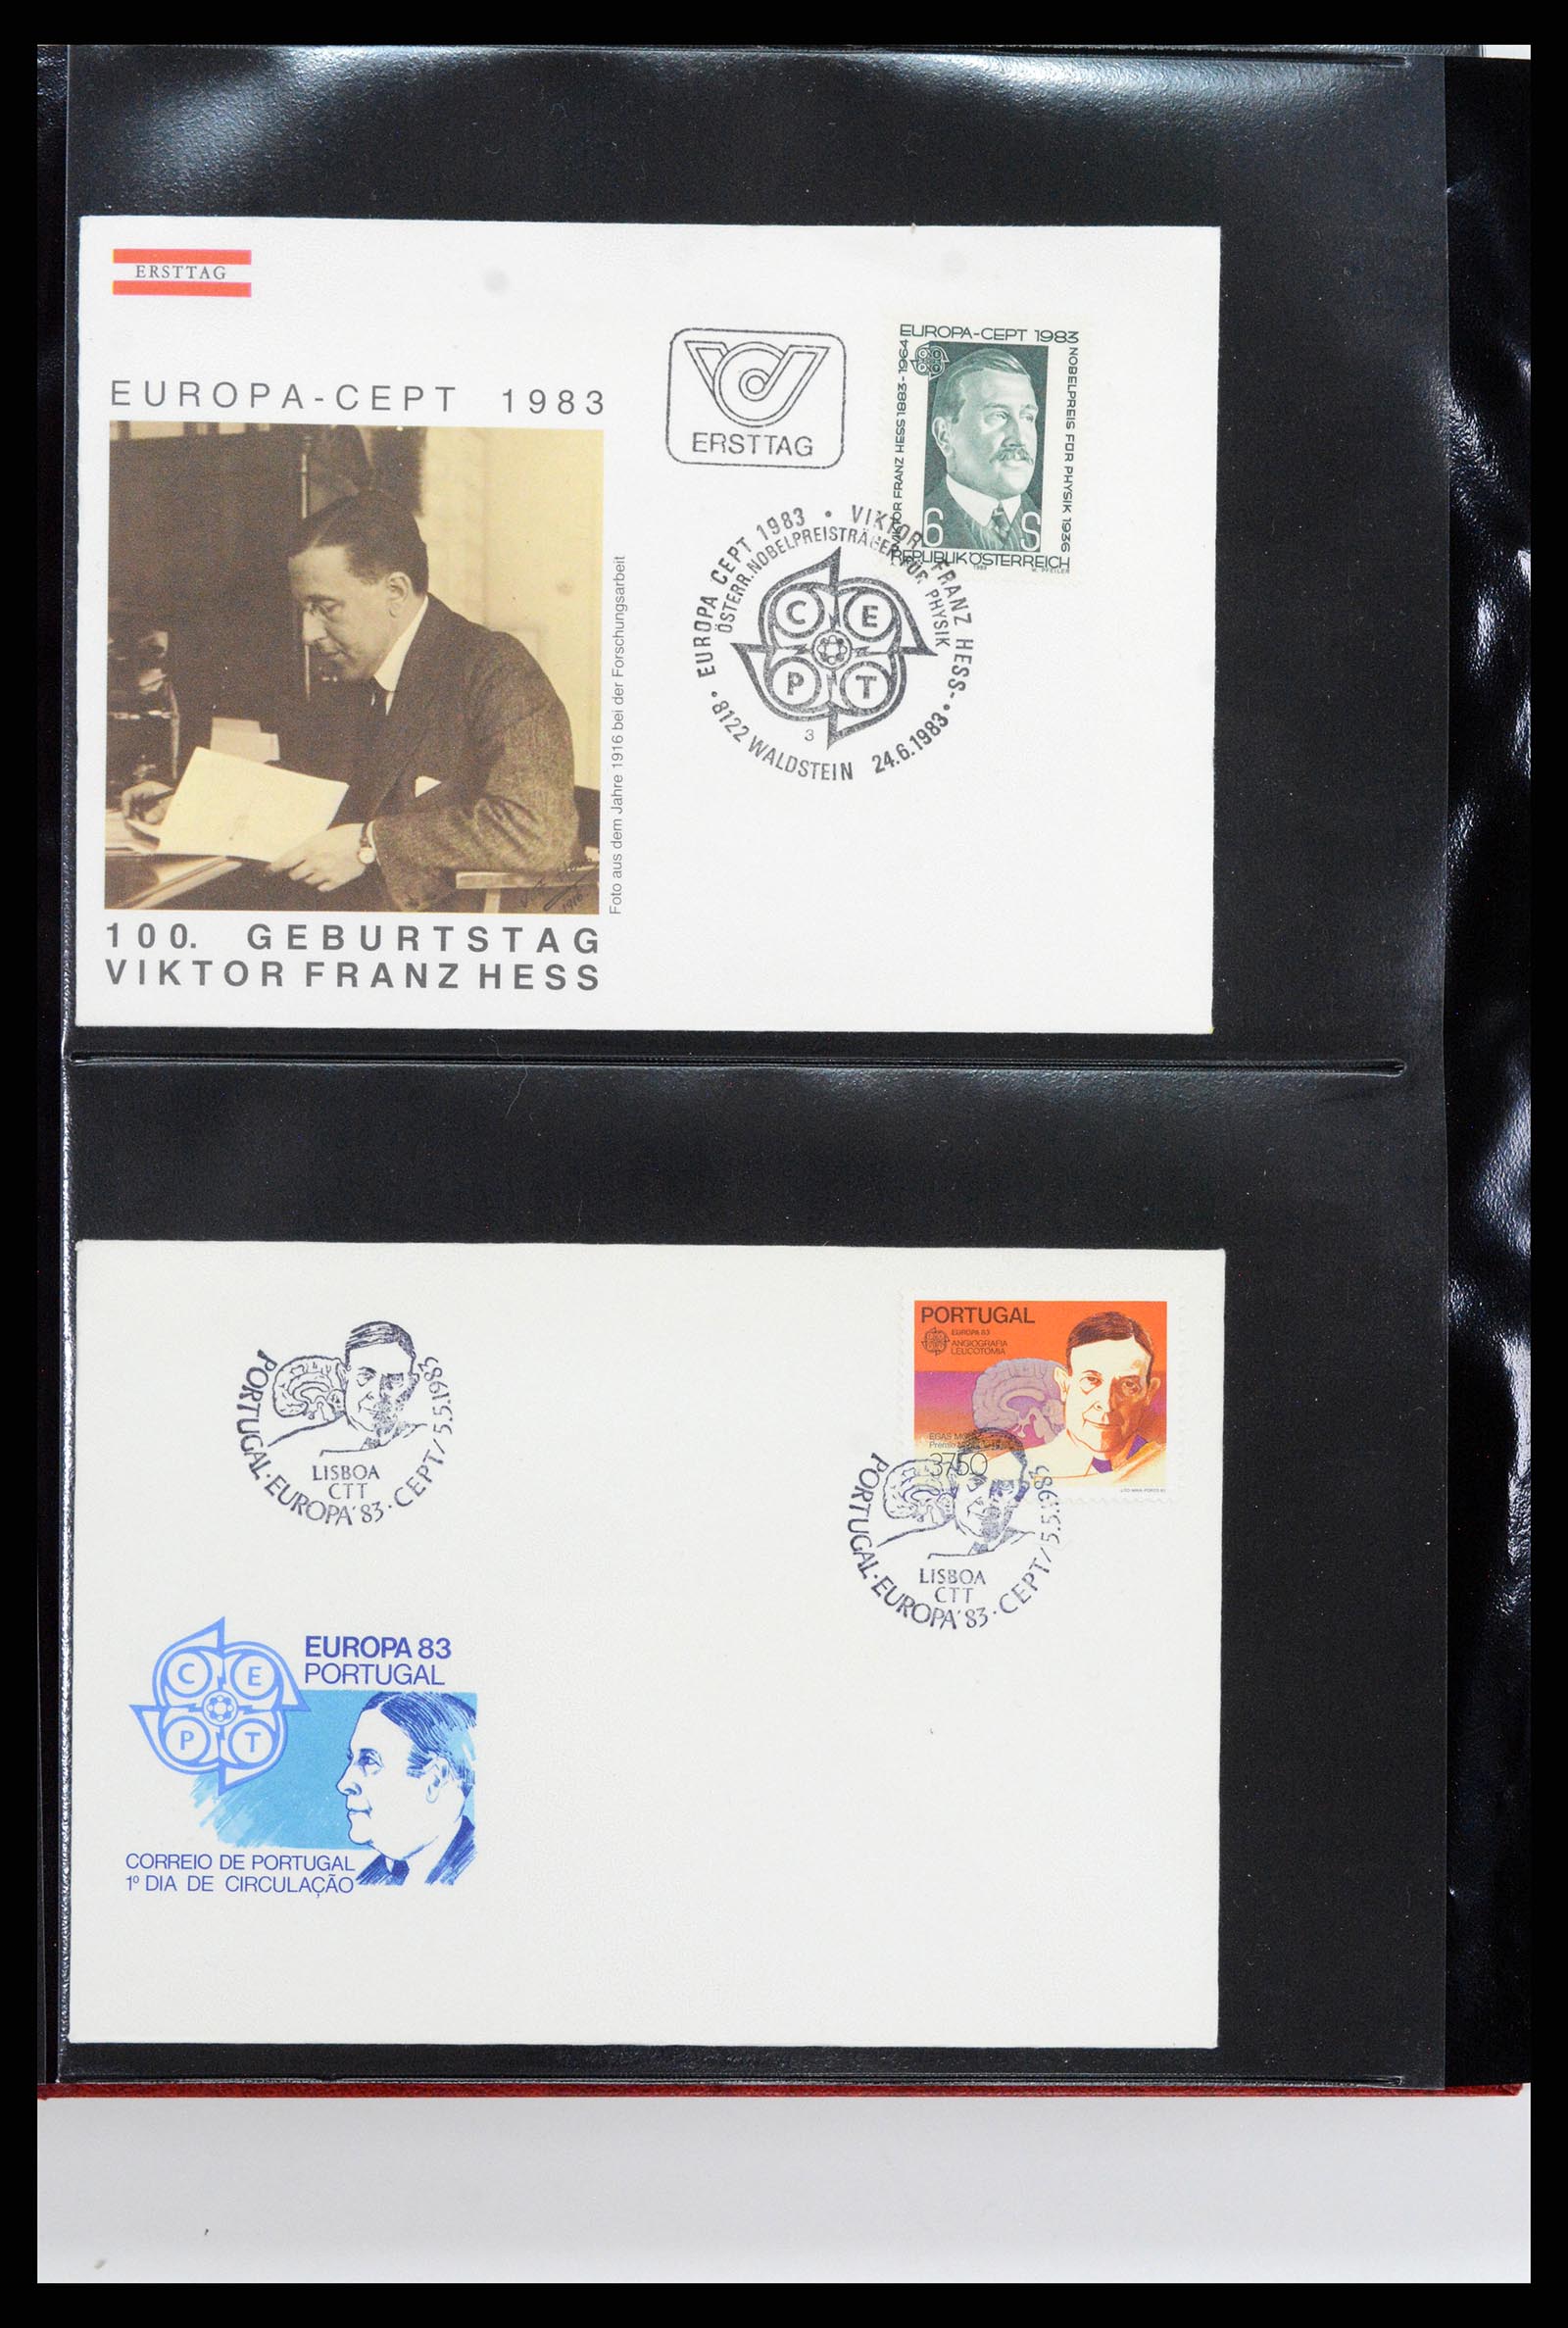 ERSTTAG
EUROPA-CEPT 1983
Foto aus dem Jahre 1916 bei der Forschungsarbeit
1916
100. GEBURTSTAG
VIKTOR FRANZ HESS
ERSTTAG
EUROPA-CEPT 1983
VIKTOR FRANZ HESS 1883-1964
NOBELPREIS FÜR PHYSIK 1936
6 S
REPUBLIK ÖSTERREICH
• EUROPA CEPT 1983 • VIKTOR FRANZ HESS-
ÖSTERR. NOBELPREISTRÄGER FÜR PHYSIK
C E
P T
3
• 8122 WALDSTEIN 24.6.1983 •
PORTUGAL
EUROPA 83
ANGIOGRAFIA
LEUCOTOMIA
EGAS
37.50
PORTUGAL·EUROPA'83·CEPT/5.5.1983
LISBOA
CTT
PORTUGAL·EUROPA'83·CEPT/5.5.1983
LISBOA
CTT
EUROPA 83
PORTUGAL
C E
P T
CORREIO DE PORTUGAL
1º DIA DE CIRCULAÇÃO